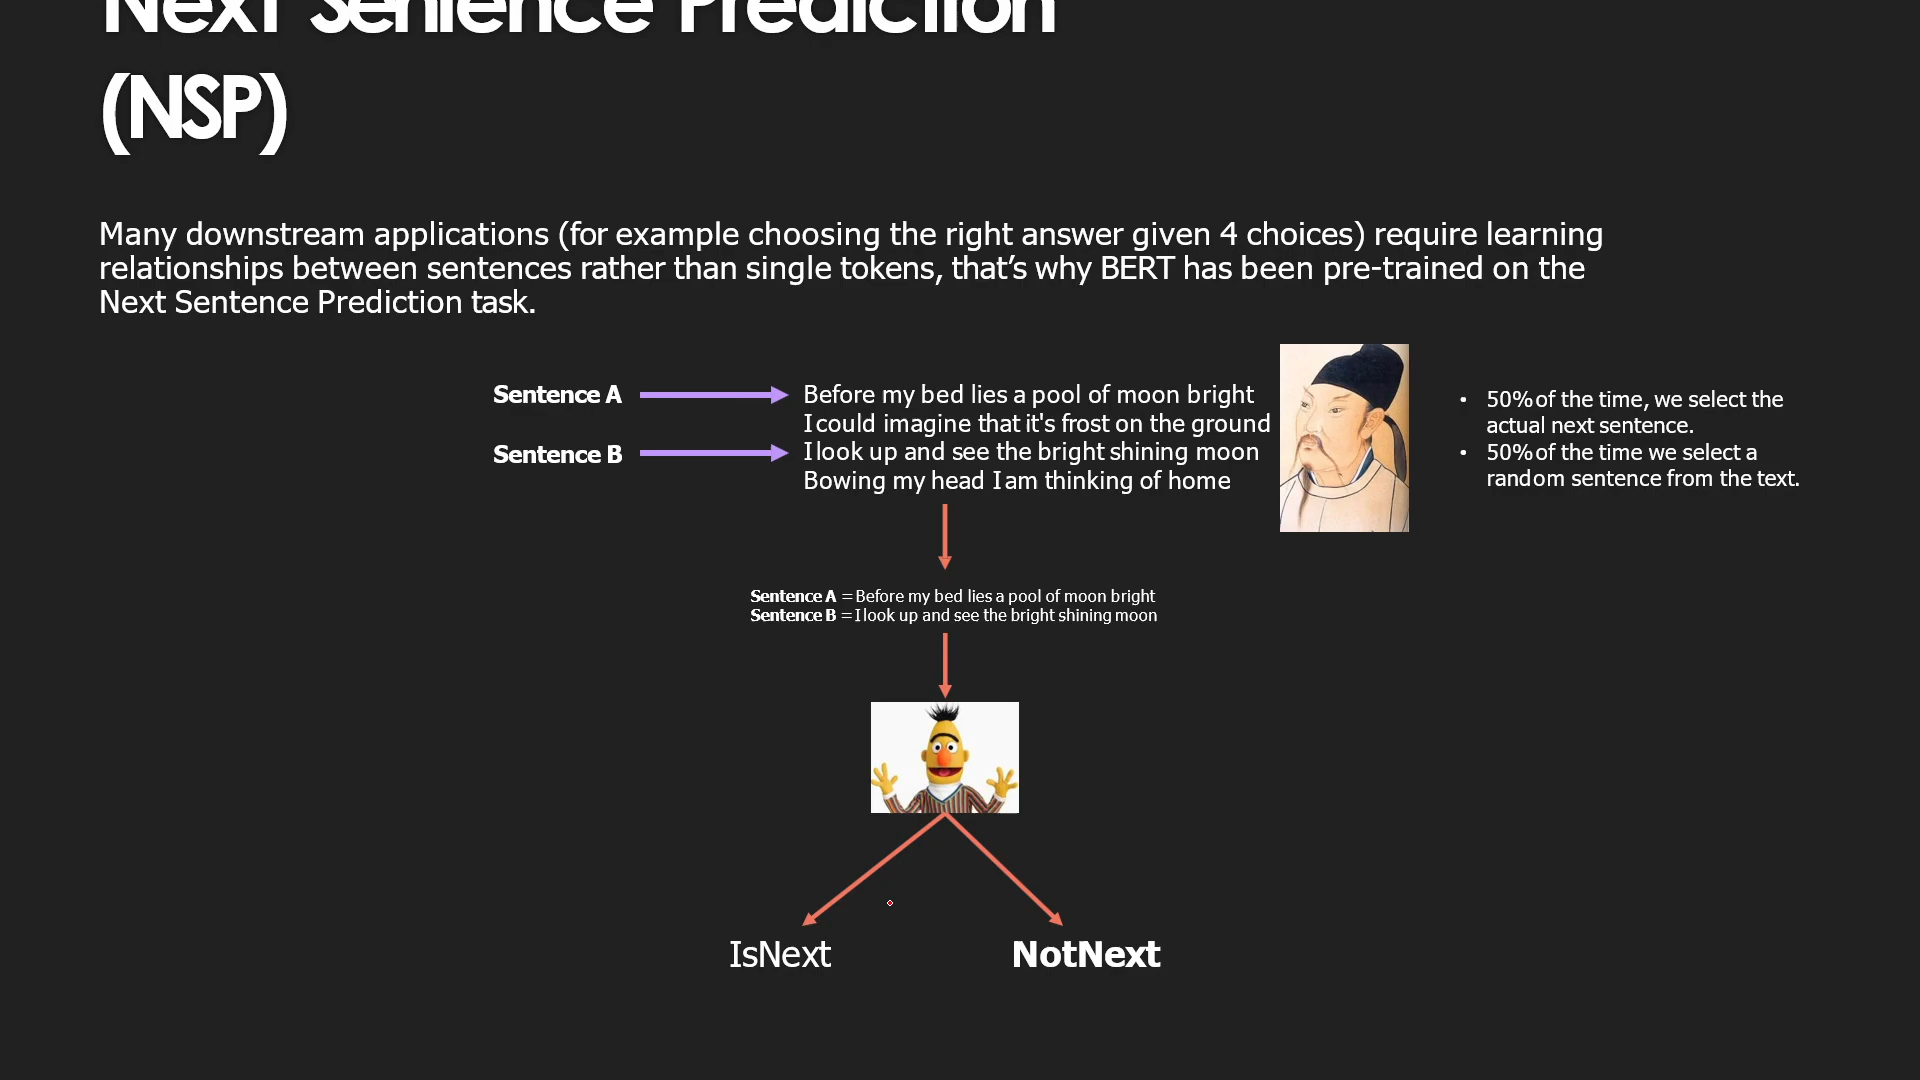 Next Sentence Prediction
(NSP)
Many downstream applications (for example choosing the right answer given 4 choices) require learning
relationships between sentences rather than single tokens, that’s why BERT has been pre-trained on the
Next Sentence Prediction task.
Sentence A
Sentence B
Before my bed lies a pool of moon bright
I could imagine that it's frost on the ground
I look up and see the bright shining moon
Bowing my head I am thinking of home
• 50% of the time, we select the
actual next sentence.
• 50% of the time we select a
random sentence from the text.
Sentence A = Before my bed lies a pool of moon bright
Sentence B = I look up and see the bright shining moon
IsNext
NotNext